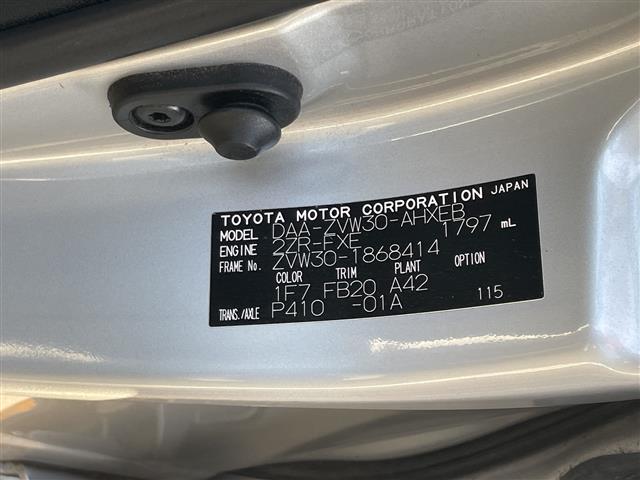 TOYOTA MOTOR CORPORATION JAPAN
MODEL DAA-ZVW30-AHXEB
ENGINE 2ZR-FXE 1797 mL
FRAME No. ZVW30-1868414
COLOR TRIM PLANT OPTION
1F7 FB20 A42
TRANS./AXLE P410 -01A 115